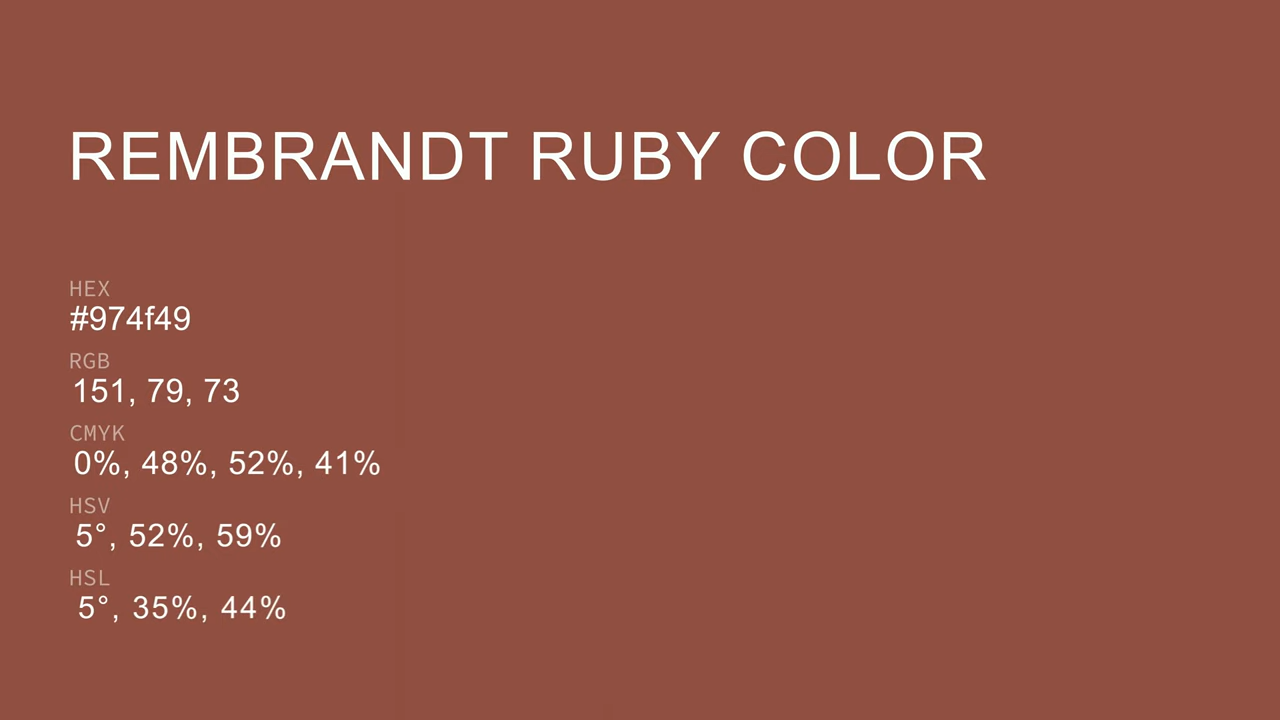 REMBRANDT RUBY COLOR
HEX
#974f49
RGB
151, 79, 73
CMYK
0%, 48%, 52%, 41%
HSV
5°, 52%, 59%
HSL
5°, 35%, 44%